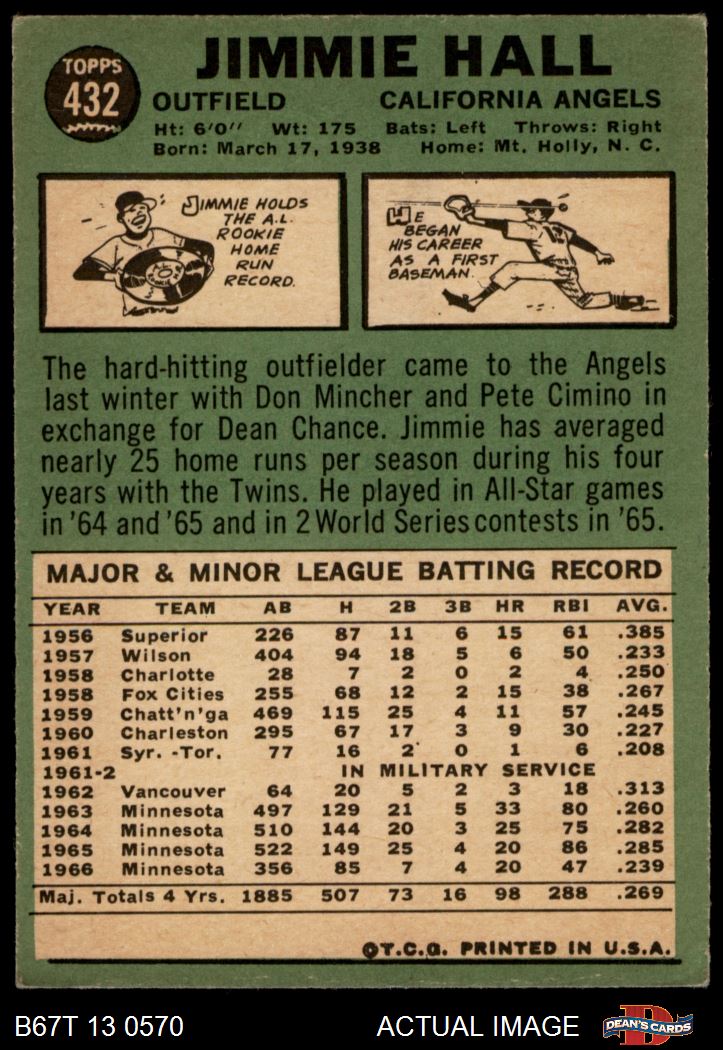 TOPPS
432
JIMMIE HALL
OUTFIELD CALIFORNIA ANGELS
Ht: 6'0" Wt: 175 Bats: Left Throws: Right
Born: March 17, 1938 Home: Mt. Holly, N. C.
JIMMIE HOLDS
THE A.L.
ROOKIE
HOME
RUN
RECORD.
HE
BEGAN
HIS CAREER
AS A FIRST
BASEMAN.
The hard-hitting outfielder came to the Angels
last winter with Don Mincher and Pete Cimino in
exchange for Dean Chance. Jimmie has averaged
nearly 25 home runs per season during his four
years with the Twins. He played in All-Star games
in '64 and '65 and in 2 World Series contests in '65.
MAJOR & MINOR LEAGUE BATTING RECORD
YEAR TEAM AB H 2B 3B HR RBI AVG.
1956 Superior 226 87 11 6 15 61 .385
1957 Wilson 404 94 18 5 6 50 .233
1958 Charlotte 28 7 2 0 2 4 .250
1958 Fox Cities 255 68 12 2 15 38 .267
1959 Chatt'n'ga 469 115 25 4 11 57 .245
1960 Charleston 295 67 17 3 9 30 .227
1961 Syr. -Tor. 77 16 2 0 1 6 .208
1961-2 IN MILITARY SERVICE
1962 Vancouver 64 20 5 2 3 18 .313
1963 Minnesota 497 129 21 5 33 80 .260
1964 Minnesota 510 144 20 3 25 75 .282
1965 Minnesota 522 149 25 4 20 86 .285
1966 Minnesota 356 85 7 4 20 47 .239
Maj. Totals 4 Yrs. 1885 507 73 16 98 288 .269
©T.C.G. PRINTED IN U.S.A.
B67T 13 0570 ACTUAL IMAGE
D
DEAN'S CARDS